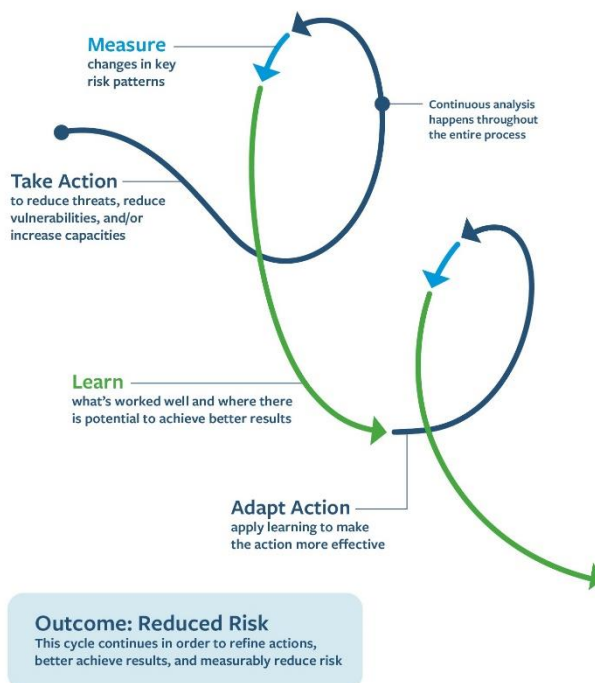 Measure
changes in key
risk patterns
Continuous analysis
happens throughout
the entire process
Take Action
to reduce threats, reduce
vulnerabilities, and/or
increase capacities
Learn
what's worked well and where there
is potential to achieve better results
Adapt Action
apply learning to make
the action more effective
Outcome: Reduced Risk
This cycle continues in order to refine actions,
better achieve results, and measurably reduce risk